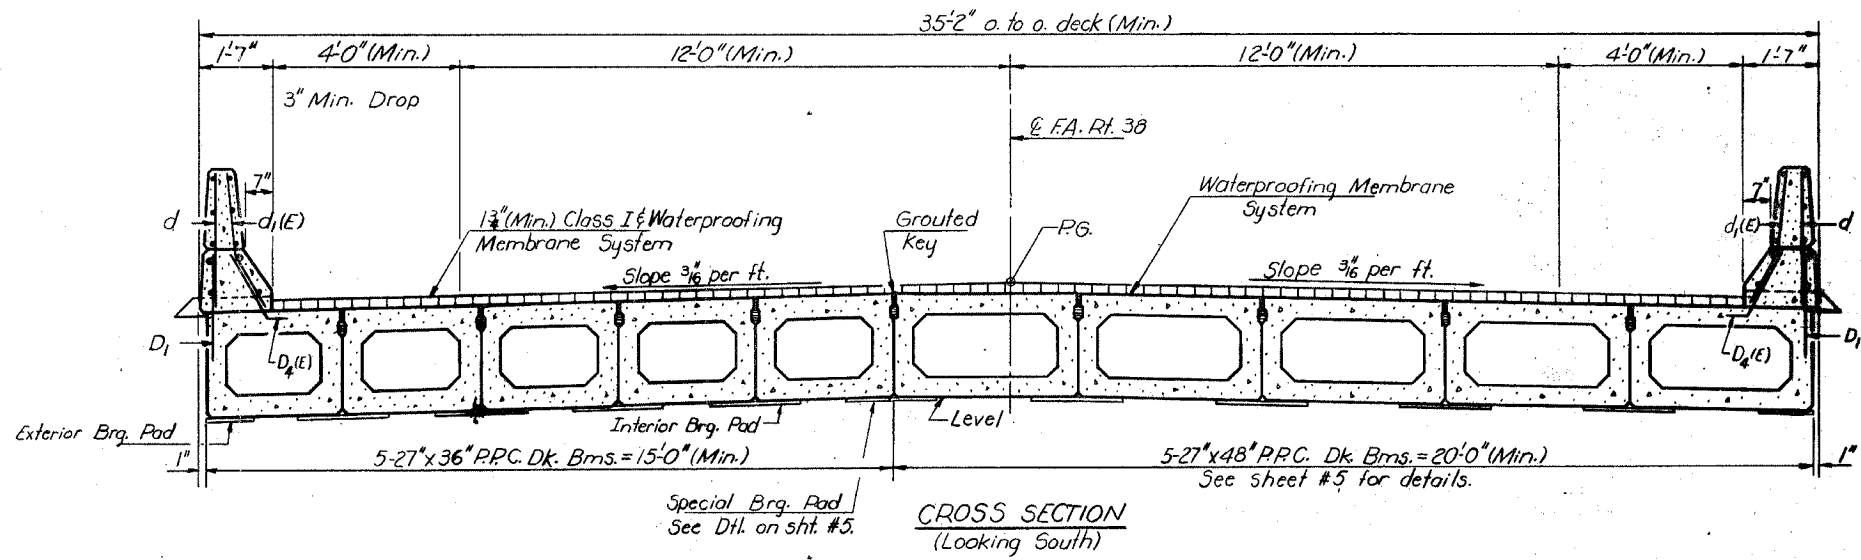 35'-2" o. to o. deck (Min.)
1'-7" 4'-0" (Min.) 12'-0" (Min.) 12'-0" (Min.) 4'-0" (Min.) 1'-7"
3" Min. Drop
℄ F.A. Rt. 38
7"
d d₁(E)
1¾" (Min.) Class I & Waterproofing
Membrane System
Grouted
Key
P.G.
Waterproofing Membrane
System
7"
d₁(E) d
Slope 3/16" per ft.
Slope 3/16" per ft.
D₁ D₄(E)
D₄(E) D₁
Exterior Brg. Pad
Interior Brg. Pad
Level
1" 5-27"x36" P.P.C. Dk. Bms. = 15'-0" (Min.)
5-27"x48" P.P.C. Dk. Bms. = 20'-0" (Min.) 1"
See sheet #5 for details.
Special Brg. Pad
See Dtl. on sht. #5.
CROSS SECTION
(Looking South)